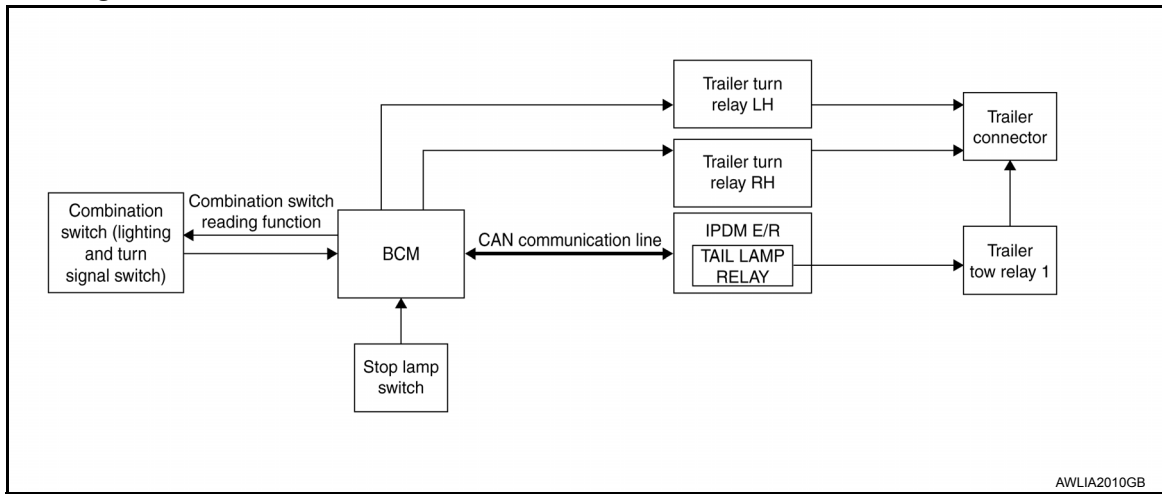 Trailer turn
relay LH
Trailer
connector
Trailer turn
relay RH
Combination
switch (lighting
and turn
signal switch)
Combination switch
reading function
BCM
CAN communication line
IPDM E/R
TAIL LAMP
RELAY
Trailer
tow relay 1
Stop lamp
switch
AWLIA2010GB